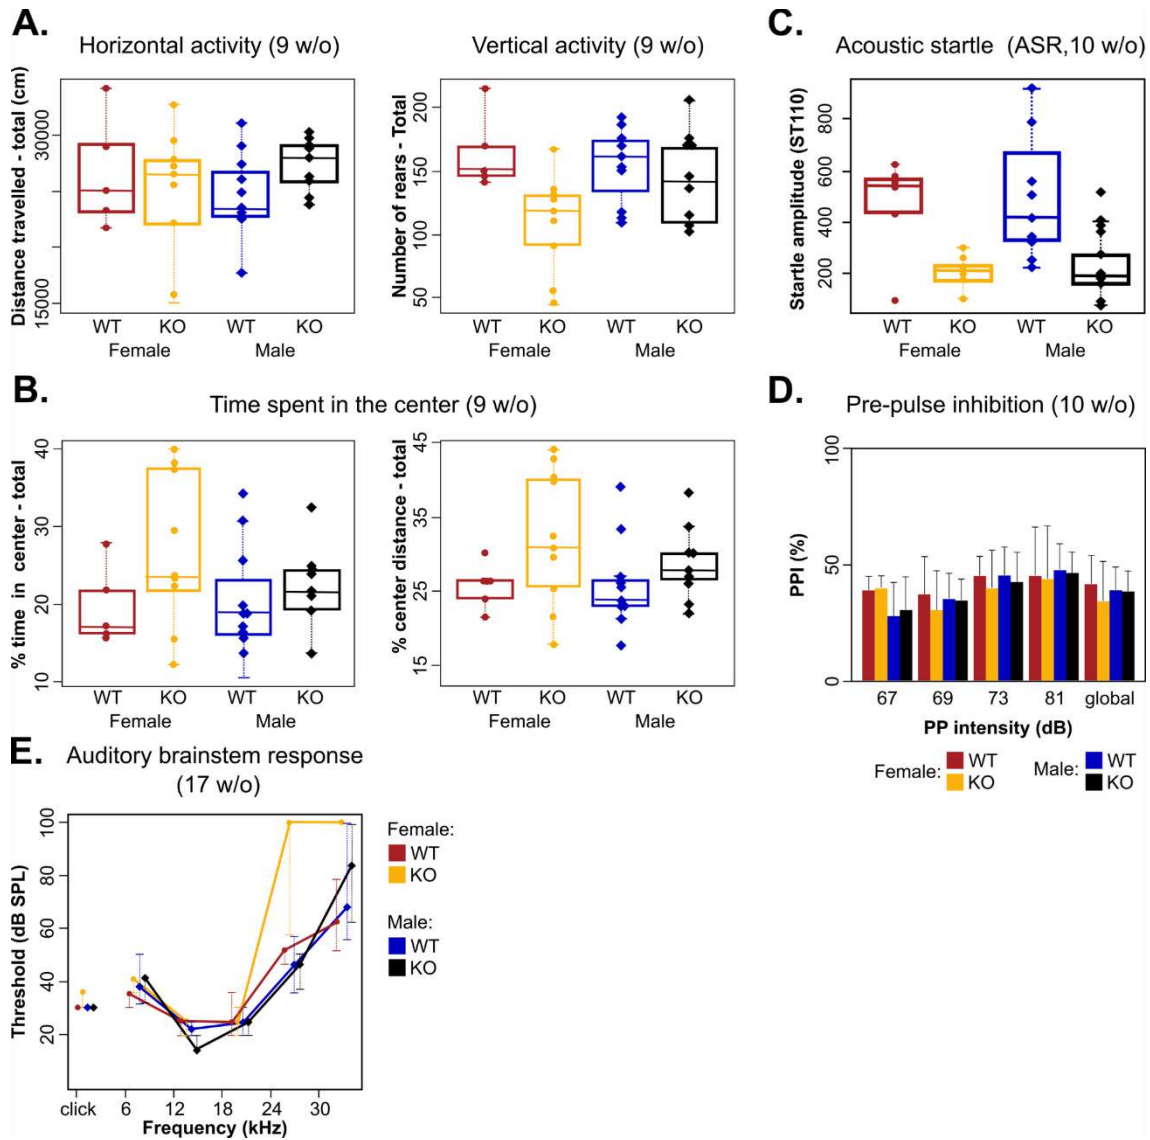 A.
Horizontal activity (9 w/o)
Distance travelled - total (cm)
30000
15000
WT KO WT KO
Female Male
Vertical activity (9 w/o)
Number of rears - Total
200
150
100
50
WT KO WT KO
Female Male
C.
Acoustic startle (ASR,10 w/o)
Startle amplitude (ST110)
800
600
400
200
WT KO WT KO
Female Male
B.
Time spent in the center (9 w/o)
% time in center - total
40
30
20
10
WT KO WT KO
Female Male
% center distance - total
45
35
25
15
WT KO WT KO
Female Male
D.
Pre-pulse inhibition (10 w/o)
PPI (%)
100
50
0
67 69 73 81 global
PP intensity (dB)
Female: WT
KO
Male: WT
KO
E.
Auditory brainstem response
(17 w/o)
Threshold (dB SPL)
100
80
60
40
20
click 6 12 18 24 30
Frequency (kHz)
Female:
WT
KO
Male:
WT
KO